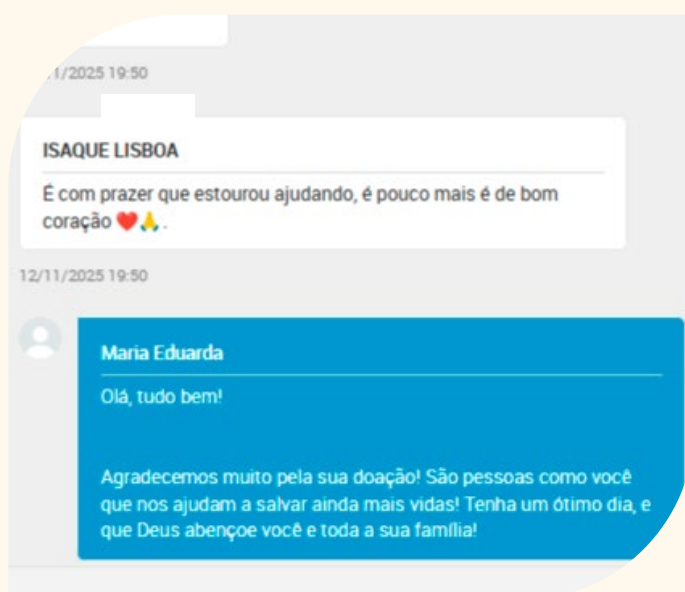 1/2025 19:50
ISAQUE LISBOA
É com prazer que estourou ajudando, é pouco mais é de bom
coração ❤️🙏 .
12/11/2025 19:50
Maria Eduarda
Olá, tudo bem!
Agradecemos muito pela sua doação! São pessoas como você
que nos ajudam a salvar ainda mais vidas! Tenha um ótimo dia, e
que Deus abençoe você e toda a sua família!